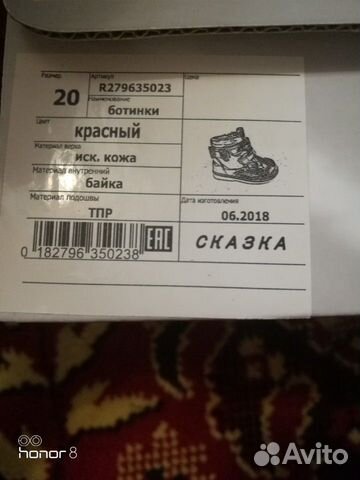 Размер
20
Артикул
R279635023
Цена
Наименование
ботинки
Цвет
красный
Материал верха
иск. кожа
Материал внутренний
байка
Материал подошвы
ТПР
Дата изготовления
06.2018
0 182796 350238
EAC
СКАЗКА
honor 8
Avito